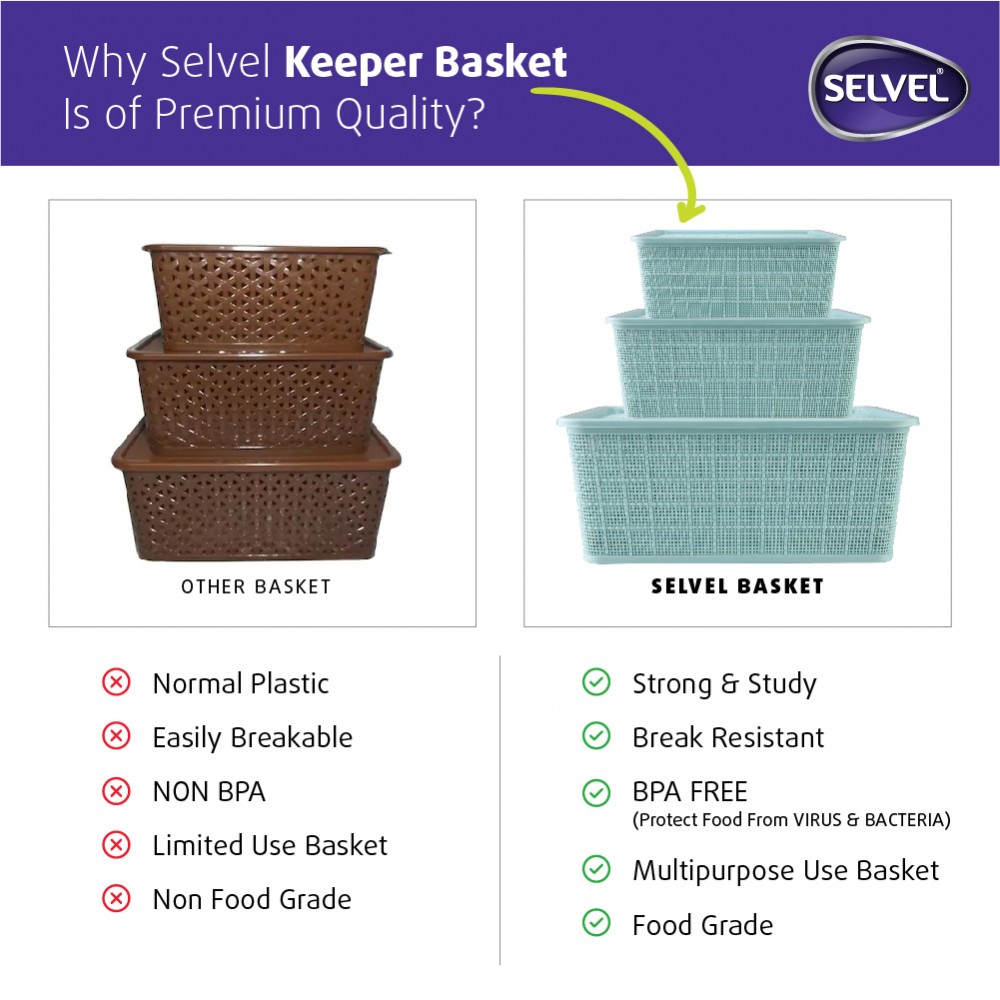 Why Selvel Keeper Basket
Is of Premium Quality?
SELVEL®
OTHER BASKET
SELVEL BASKET
Normal Plastic
Easily Breakable
NON BPA
Limited Use Basket
Non Food Grade
Strong & Study
Break Resistant
BPA FREE
(Protect Food From VIRUS & BACTERIA)
Multipurpose Use Basket
Food Grade